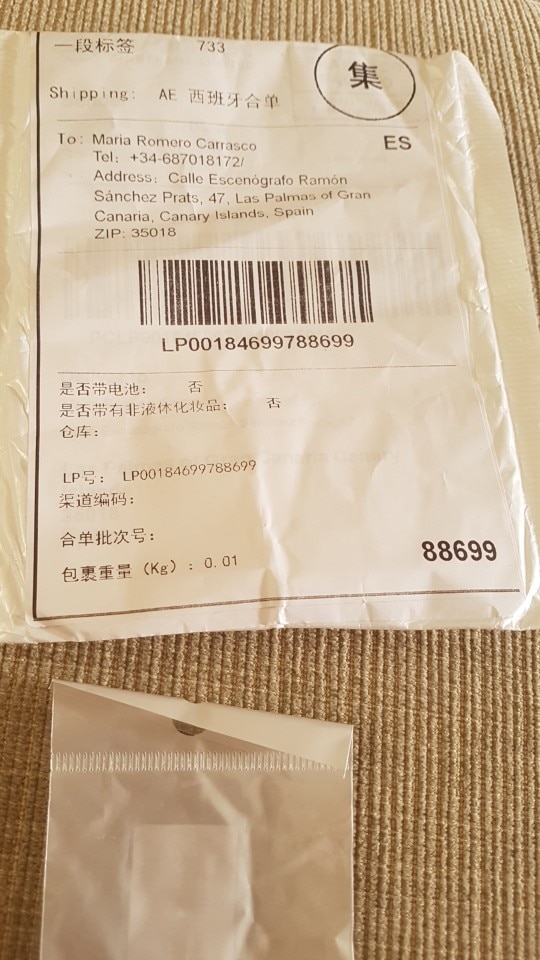 一段标签 733
集
Shipping: AE 西班牙合单
To: Maria Romero Carrasco
ES
Tel: +34-687018172/
Address: Calle Escenógrafo Ramón
Sánchez Prats, 47, Las Palmas of Gran
Canaria, Canary Islands, Spain
ZIP: 35018
LP00184699788699
是否带电池: 否
是否带有非液体化妆品: 否
仓库:
LP号: LP00184699788699
渠道编码:
合单批次号:
88699
包裹重量 (Kg) : 0.01